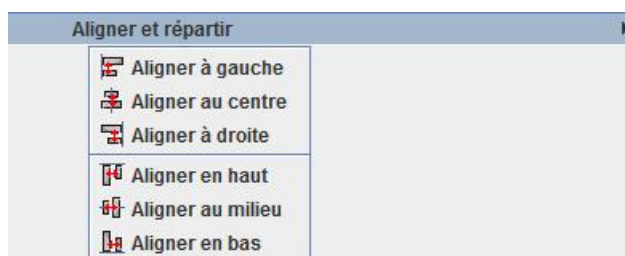 Aligner et répartir
Aligner à gauche
Aligner au centre
Aligner à droite
Aligner en haut
Aligner au milieu
Aligner en bas